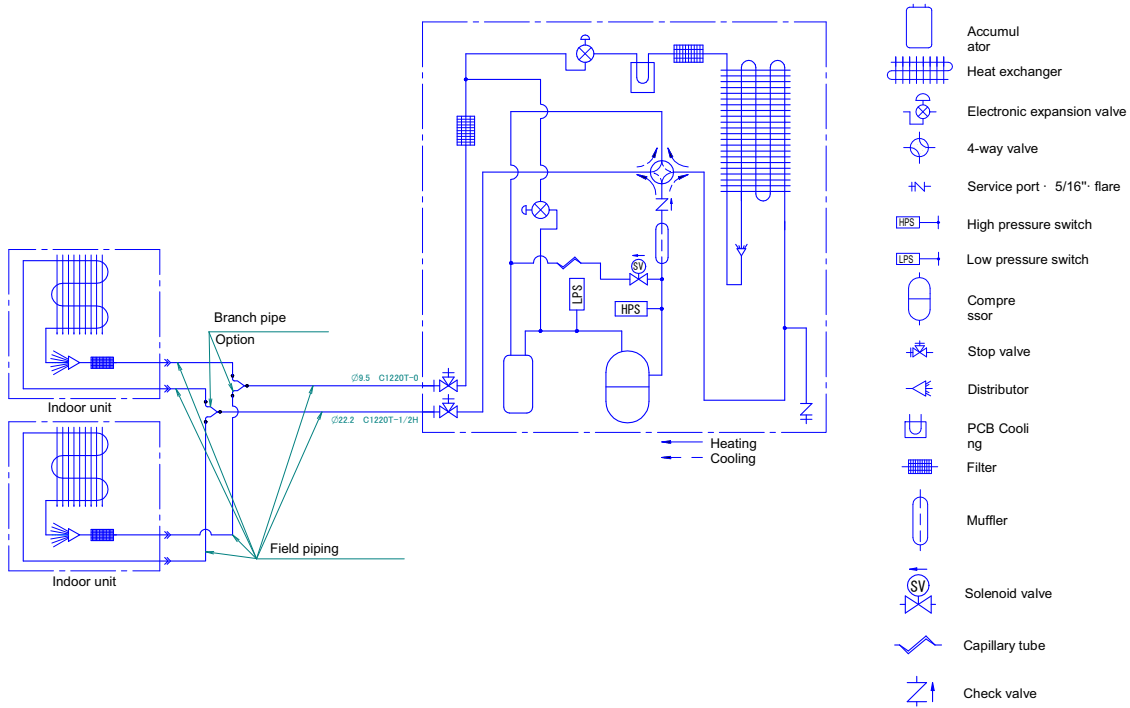 Accumul
ator
Heat exchanger
Electronic expansion valve
4-way valve
Service port · 5/16"· flare
HPS
High pressure switch
LPS
Low pressure switch
Compre
ssor
Stop valve
Distributor
PCB Cooli
ng
Filter
Muffler
SV
Solenoid valve
Capillary tube
Check valve
SV
LPS
HPS
Branch pipe
Option
∅9.5 C1220T-0
∅22.2 C1220T-1/2H
Indoor unit
Heating
Cooling
Field piping
Indoor unit